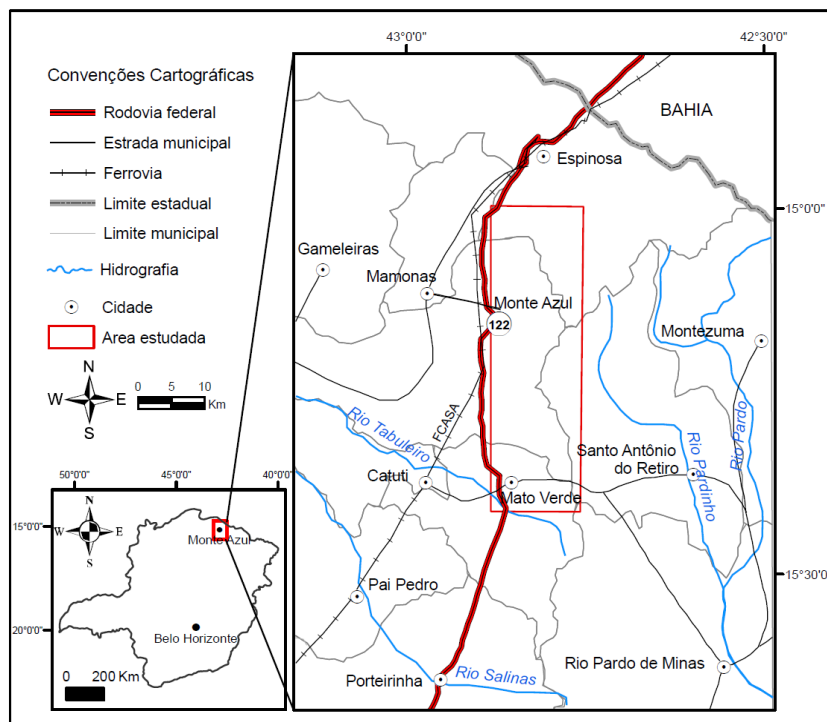 Convenções Cartográficas
Rodovia federal
Estrada municipal
Ferrovia
Limite estadual
Limite municipal
Hidrografia
Cidade
Area estudada
N
W E
S
0 5 10
Km
50°0'0" 45°0'0" 40°0'0"
15°0'0"
20°0'0"
N
W E
S
Monte Azul
Belo Horizonte
0 200 Km
43°0'0" 42°30'0"
15°0'0"
15°30'0"
BAHIA
Espinosa
Gameleiras
Mamonas
Monte Azul
122
Montezuma
FCASA
Rio Tabuleiro
Rio Pardo
Rio Pardinho
Santo Antônio
do Retiro
Catuti
Mato Verde
Pai Pedro
Rio Pardo de Minas
Porteirinha
Rio Salinas